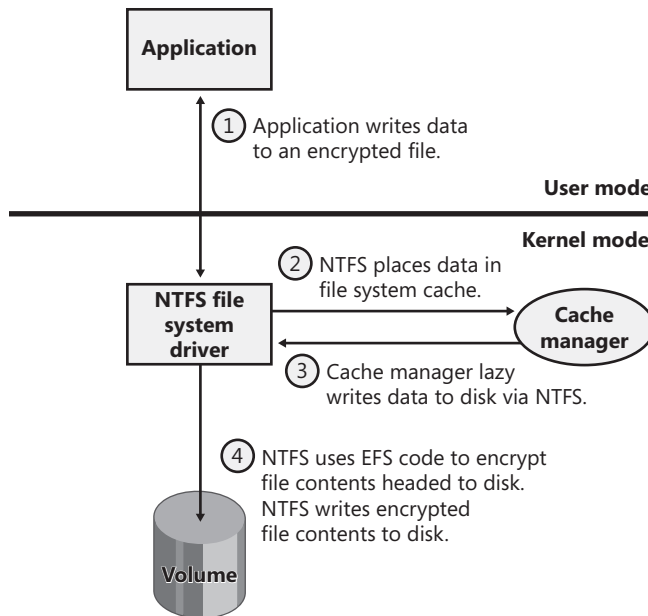 Application
1 Application writes data
to an encrypted file.
User mode
Kernel mode
2 NTFS places data in
file system cache.
NTFS file
system
driver
Cache
manager
3 Cache manager lazy
writes data to disk via NTFS.
4 NTFS uses EFS code to encrypt
file contents headed to disk.
NTFS writes encrypted
file contents to disk.
Volume